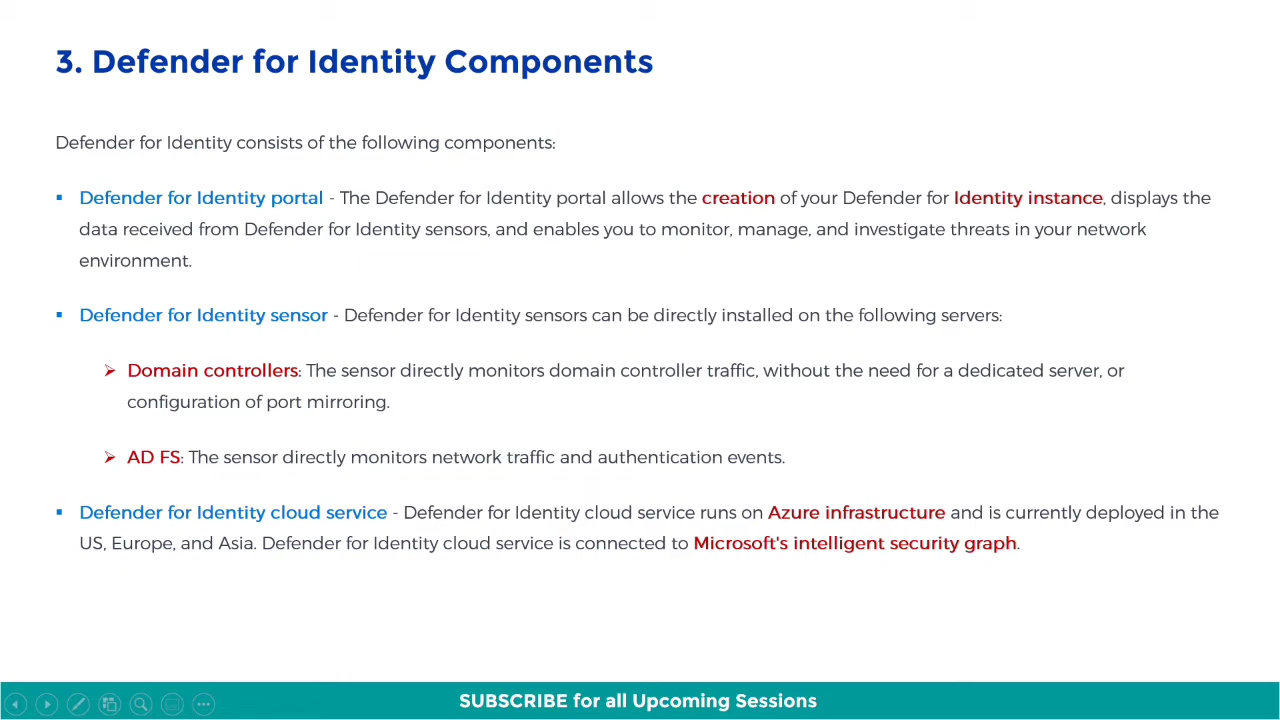 3. Defender for Identity Components
Defender for Identity consists of the following components:
▪ Defender for Identity portal - The Defender for Identity portal allows the creation of your Defender for Identity instance, displays the
data received from Defender for Identity sensors, and enables you to monitor, manage, and investigate threats in your network
environment.
▪ Defender for Identity sensor - Defender for Identity sensors can be directly installed on the following servers:
➢ Domain controllers: The sensor directly monitors domain controller traffic, without the need for a dedicated server, or
configuration of port mirroring.
➢ AD FS: The sensor directly monitors network traffic and authentication events.
▪ Defender for Identity cloud service - Defender for Identity cloud service runs on Azure infrastructure and is currently deployed in the
US, Europe, and Asia. Defender for Identity cloud service is connected to Microsoft's intelligent security graph.
SUBSCRIBE for all Upcoming Sessions